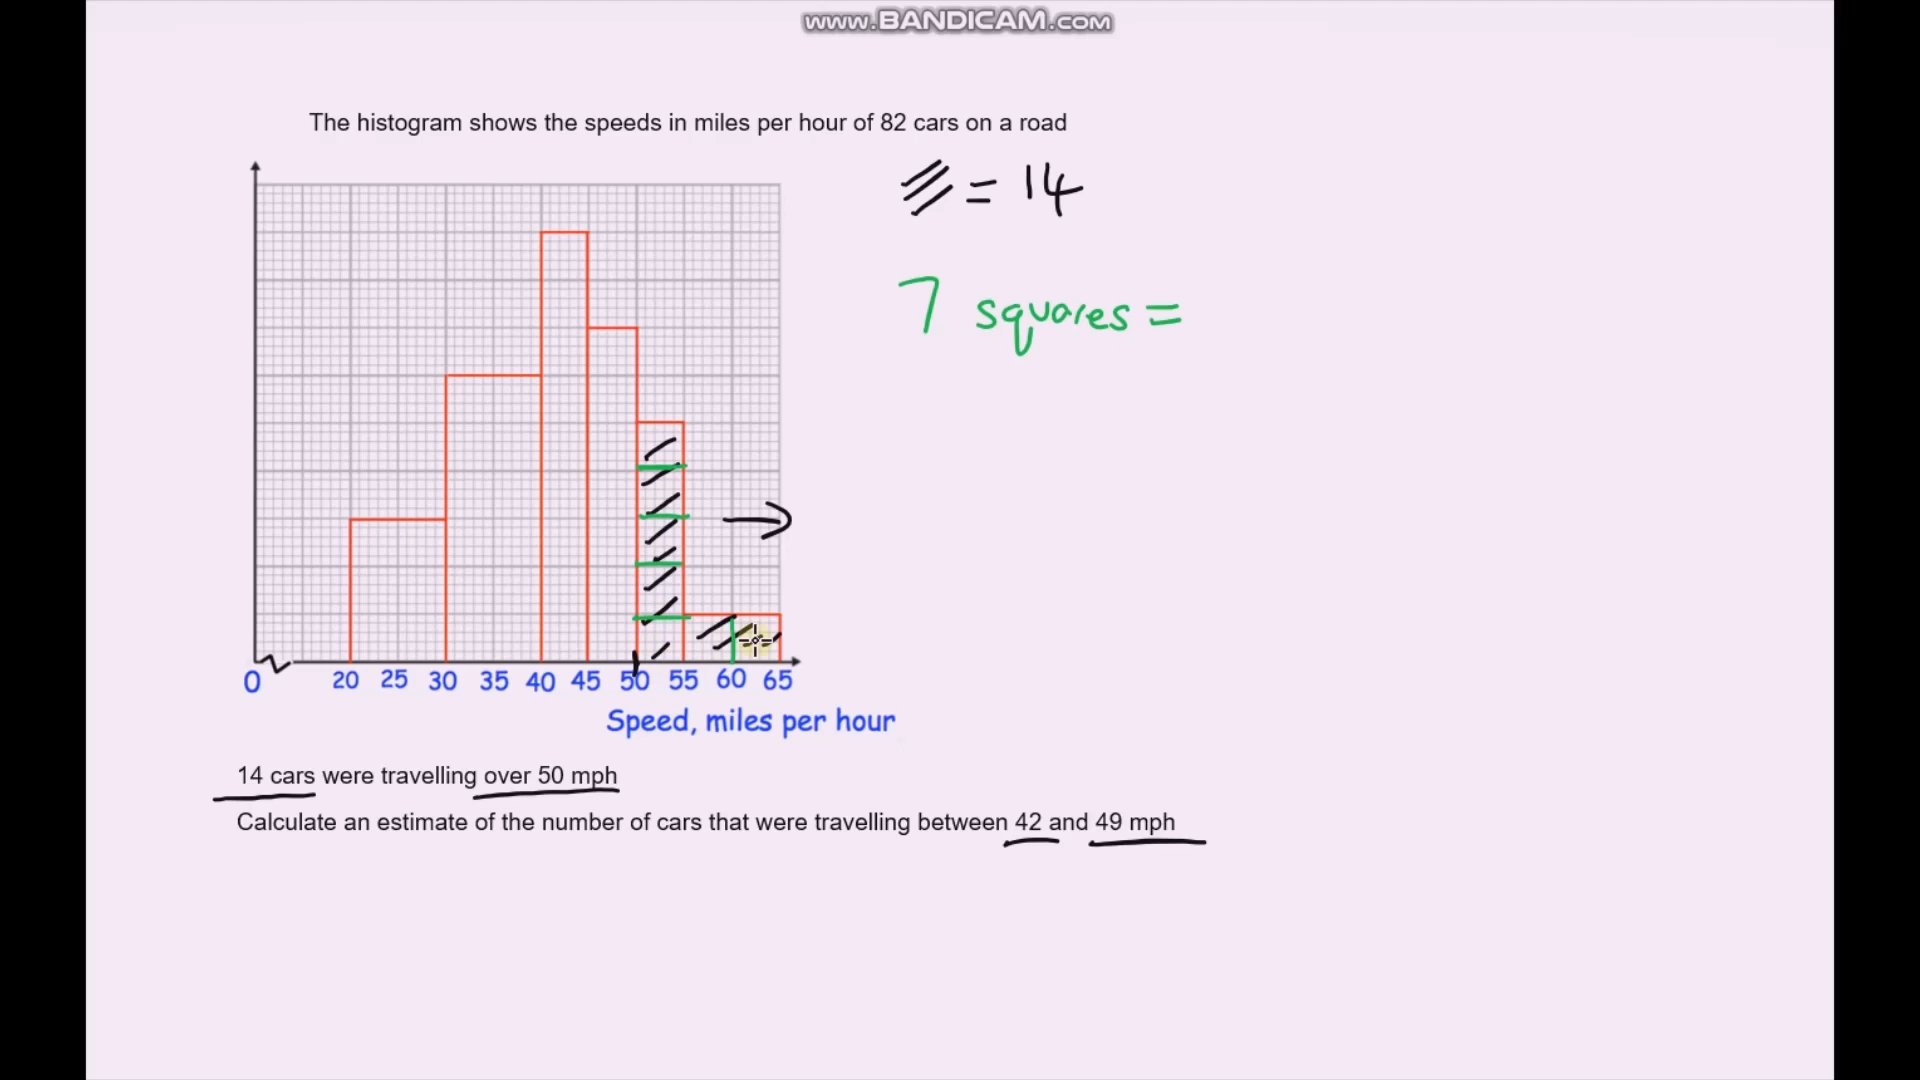 www.BANDICAM.com
The histogram shows the speeds in miles per hour of 82 cars on a road
= 14
7 squares =
0 20 25 30 35 40 45 50 55 60 65
Speed, miles per hour
14 cars were travelling over 50 mph
Calculate an estimate of the number of cars that were travelling between 42 and 49 mph